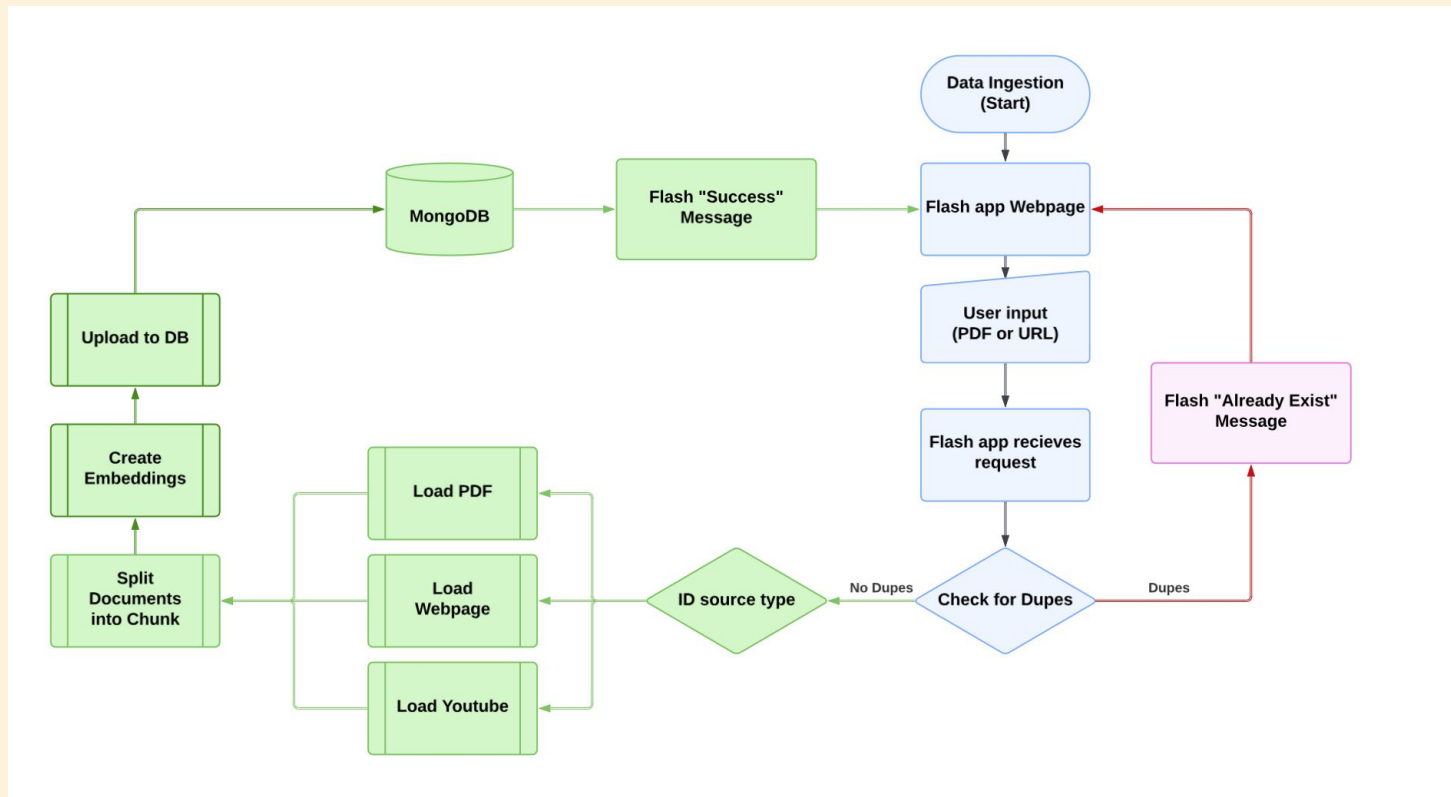 Data Ingestion
(Start)
Flash app Webpage
User input
(PDF or URL)
Flash app recieves
request
Check for Dupes
Dupes
Flash "Already Exist"
Message
No Dupes
ID source type
Load PDF
Load
Webpage
Load Youtube
Split
Documents
into Chunk
Create
Embeddings
Upload to DB
MongoDB
Flash "Success"
Message